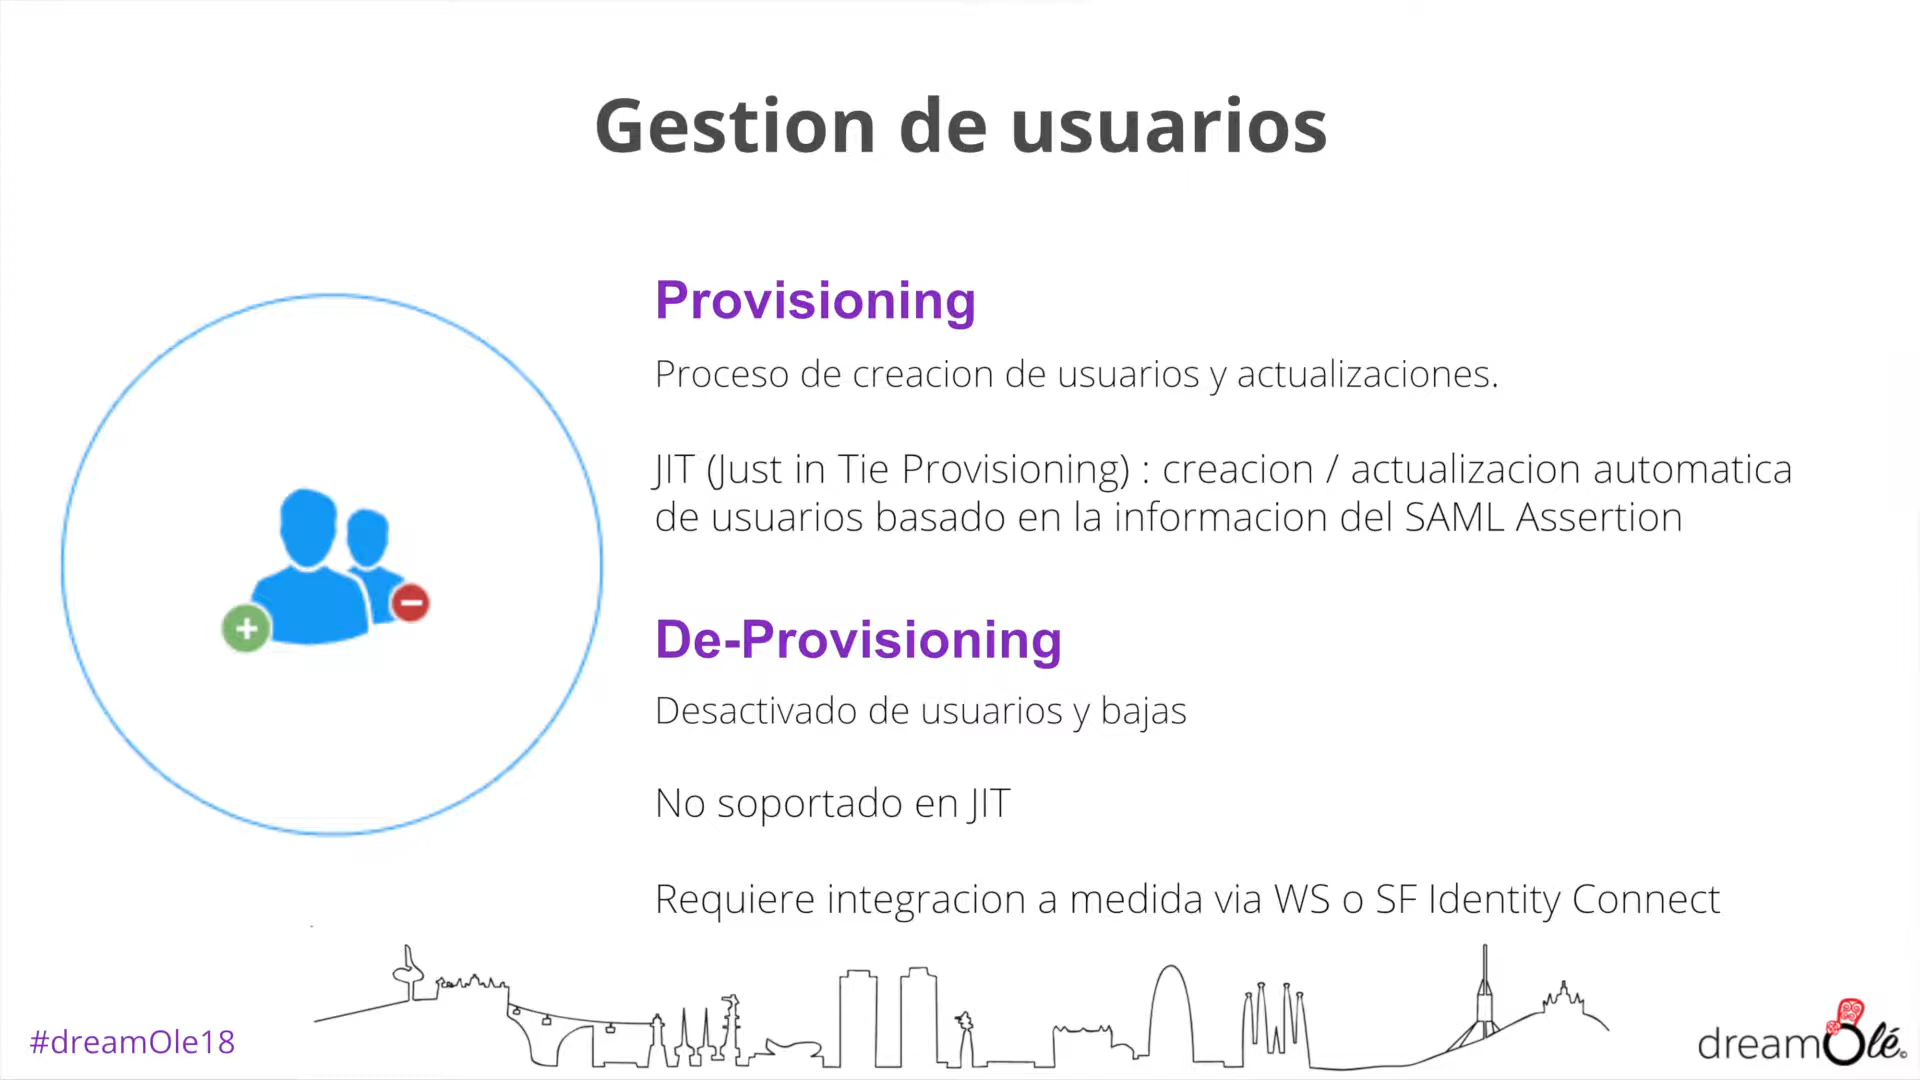 Gestion de usuarios
Provisioning
Proceso de creacion de usuarios y actualizaciones.
JIT (Just in Tie Provisioning) : creacion / actualizacion automatica
de usuarios basado en la informacion del SAML Assertion
De-Provisioning
Desactivado de usuarios y bajas
No soportado en JIT
Requiere integracion a medida via WS o SF Identity Connect
#dreamOle18
dreamOlé©